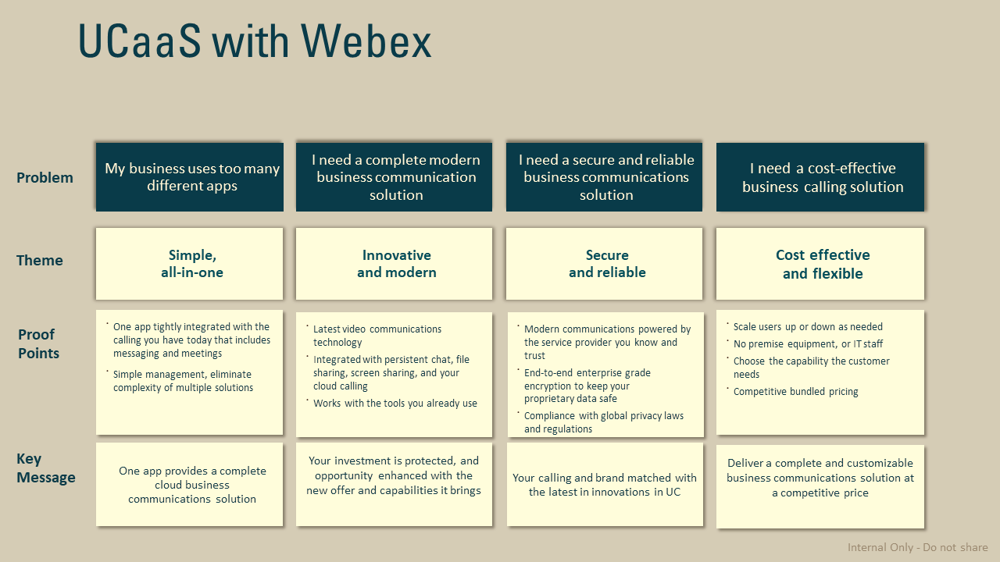 UCaaS with Webex
Problem
My business uses too many
different apps
I need a complete modern
business communication
solution
I need a secure and reliable
business communications
solution
I need a cost-effective
business calling solution
Theme
Simple,
all-in-one
Innovative
and modern
Secure
and reliable
Cost effective
and flexible
Proof
Points
· One app tightly integrated with the
calling you have today that includes
messaging and meetings
· Simple management, eliminate
complexity of multiple solutions
· Latest video communications
technology
· Integrated with persistent chat, file
sharing, screen sharing, and your
cloud calling
· Works with the tools you already use
· Modern communications powered by
the service provider you know and
trust
· End-to-end enterprise grade
encryption to keep your
proprietary data safe
· Compliance with global privacy laws
and regulations
· Scale users up or down as needed
· No premise equipment, or IT staff
· Choose the capability the customer
needs
· Competitive bundled pricing
Key
Message
One app provides a complete
cloud business
communications solution
Your investment is protected, and
opportunity enhanced with the
new offer and capabilities it brings
Your calling and brand matched with
the latest in innovations in UC
Deliver a complete and customizable
business communications solution at
a competitive price
Internal Only - Do not share